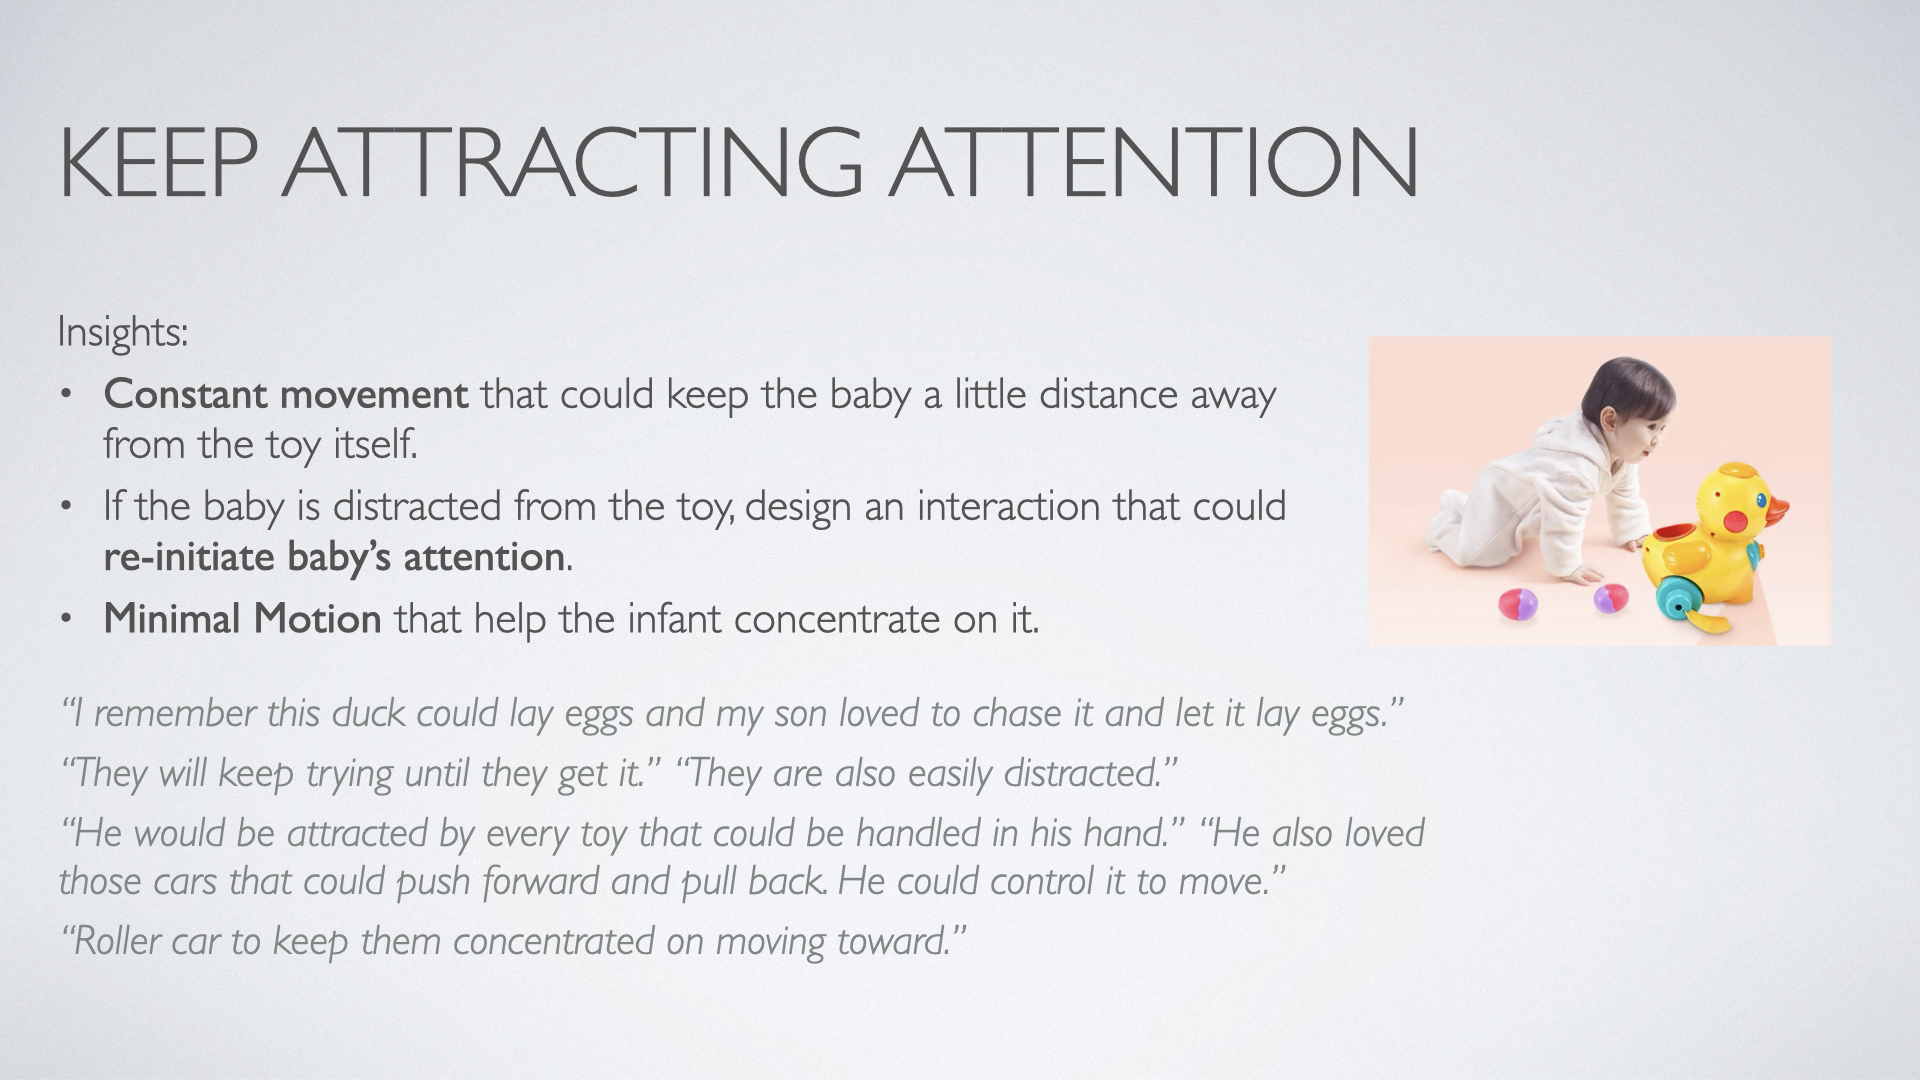 KEEP ATTRACTING ATTENTION
Insights:
• Constant movement that could keep the baby a little distance away
from the toy itself.
• If the baby is distracted from the toy, design an interaction that could
re-initiate baby’s attention.
• Minimal Motion that help the infant concentrate on it.
“I remember this duck could lay eggs and my son loved to chase it and let it lay eggs.”
“They will keep trying until they get it.” “They are also easily distracted.”
“He would be attracted by every toy that could be handled in his hand.” “He also loved
those cars that could push forward and pull back. He could control it to move.”
“Roller car to keep them concentrated on moving toward.”